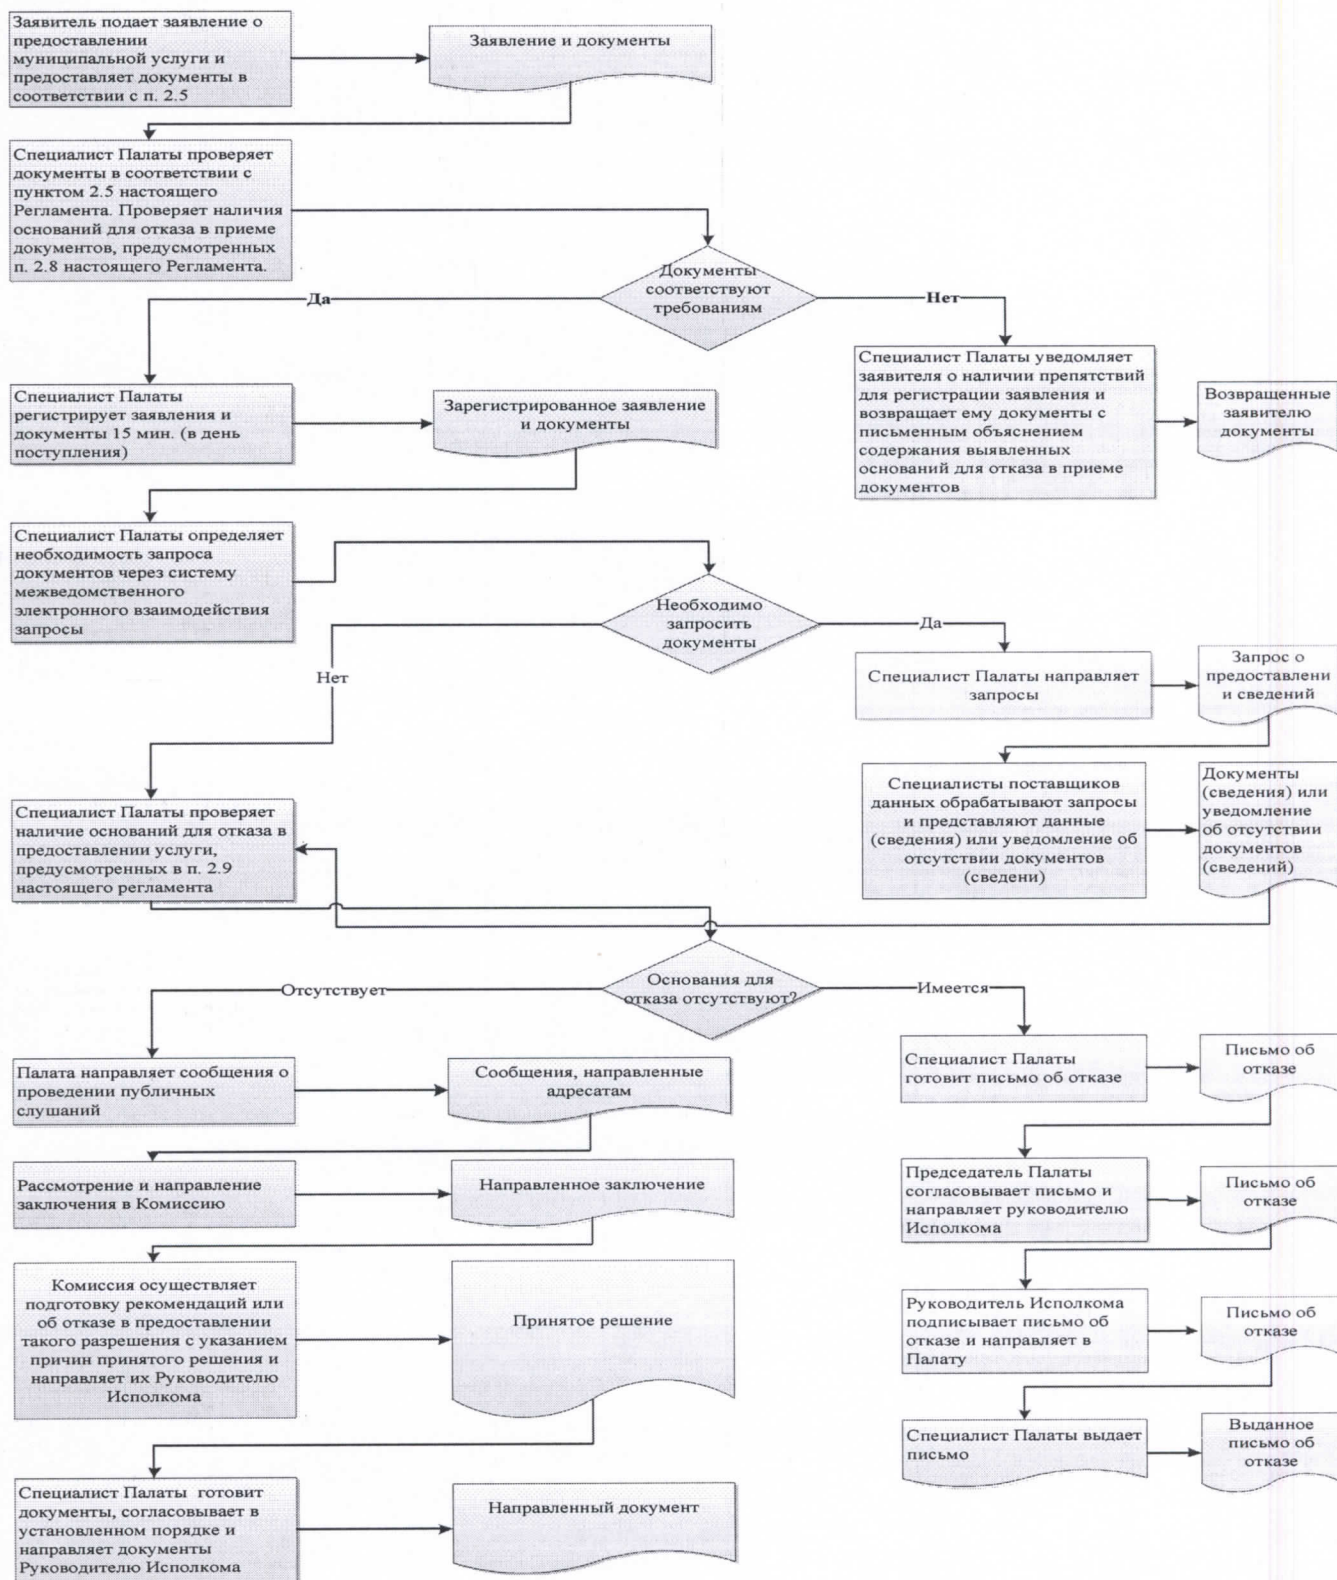 Заявитель подает заявление о
предоставлении
муниципальной услуги и
предоставляет документы в
соответствии с п. 2.5
Заявление и документы
Специалист Палаты проверяет
документы в соответствии с
пунктом 2.5 настоящего
Регламента. Проверяет наличия
оснований для отказа в приеме
документов, предусмотренных
п. 2.8 настоящего Регламента.
Документы
соответствуют
требованиям
Да
Нет
Специалист Палаты
регистрирует заявления и
документы 15 мин. (в день
поступления)
Зарегистрированное заявление
и документы
Специалист Палаты уведомляет
заявителя о наличии препятствий
для регистрации заявления и
возвращает ему документы с
письменным объяснением
содержания выявленных
оснований для отказа в приеме
документов
Возвращенные
заявителю
документы
Специалист Палаты определяет
необходимость запроса
документов через систему
межведомственного
электронного взаимодействия
запросы
Необходимо
запросить
документы
Да
Нет
Специалист Палаты направляет
запросы
Запрос о
предоставлени
и сведений
Специалисты поставщиков
данных обрабатывают запросы
и представляют данные
(сведения) или уведомление об
отсутствии документов
(сведени)
Документы
(сведения) или
уведомление
об отсутствии
документов
(сведений)
Специалист Палаты проверяет
наличие оснований для отказа в
предоставлении услуги,
предусмотренных в п. 2.9
настоящего регламента
Основания для
отказа отсутствуют?
Отсутствует
Имеется
Палата направляет сообщения о
проведении публичных
слушаний
Сообщения, направленные
адресатам
Специалист Палаты
готовит письмо об отказе
Письмо об
отказе
Рассмотрение и направление
заключения в Комиссию
Направленное заключение
Председатель Палаты
согласовывает письмо и
направляет руководителю
Исполкома
Письмо об
отказе
Комиссия осуществляет
подготовку рекомендаций или
об отказе в предоставлении
такого разрешения с указанием
причин принятого решения и
направляет их Руководителю
Исполкома
Принятое решение
Руководитель Исполкома
подписывает письмо об
отказе и направляет в
Палату
Письмо об
отказе
Специалист Палаты выдает
письмо
Выданное
письмо об
отказе
Специалист Палаты  готовит
документы, согласовывает в
установленном порядке и
направляет документы
Руководителю Исполкома
Направленный документ